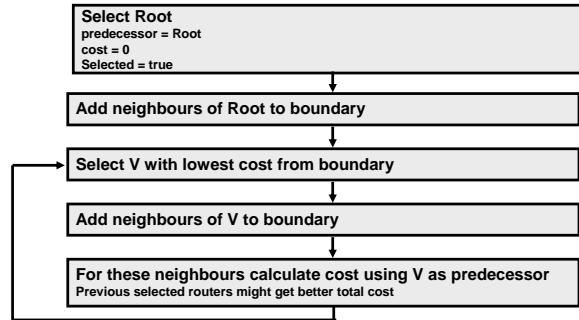 Select Root
predecessor = Root
cost = 0
Selected = true
Add neighbours of Root to boundary
Select V with lowest cost from boundary
Add neighbours of V to boundary
For these neighbours calculate cost using V as predecessor
Previous selected routers might get better total cost